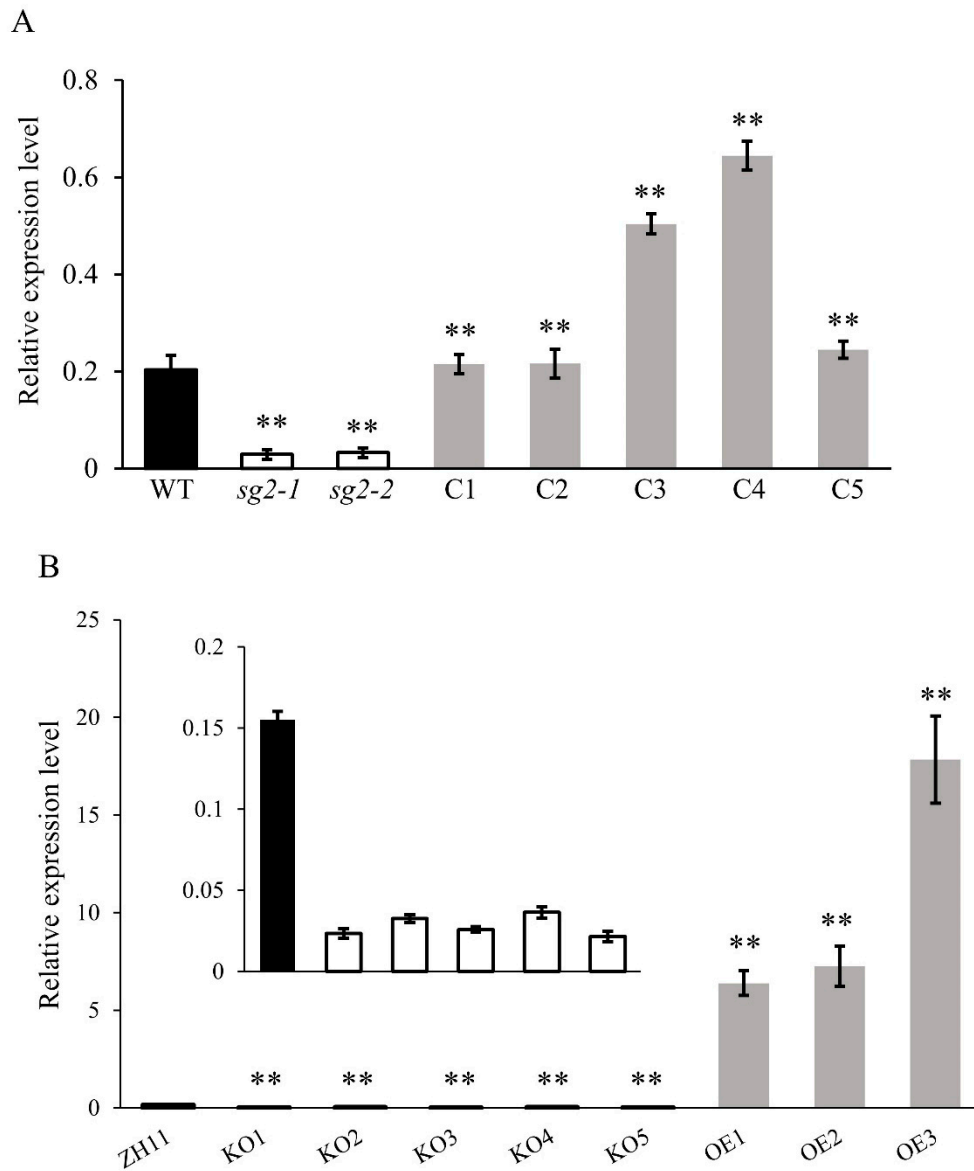 A
Relative expression level
0.8
0.6
0.4
0.2
0
** ** ** ** ** ** **
WT sg2-1 sg2-2 C1 C2 C3 C4 C5
B
Relative expression level
25
20
15
10
5
0
0.2
0.15
0.1
0.05
0
** ** ** ** ** ** ** **
ZH11 KO1 KO2 KO3 KO4 KO5 OE1 OE2 OE3